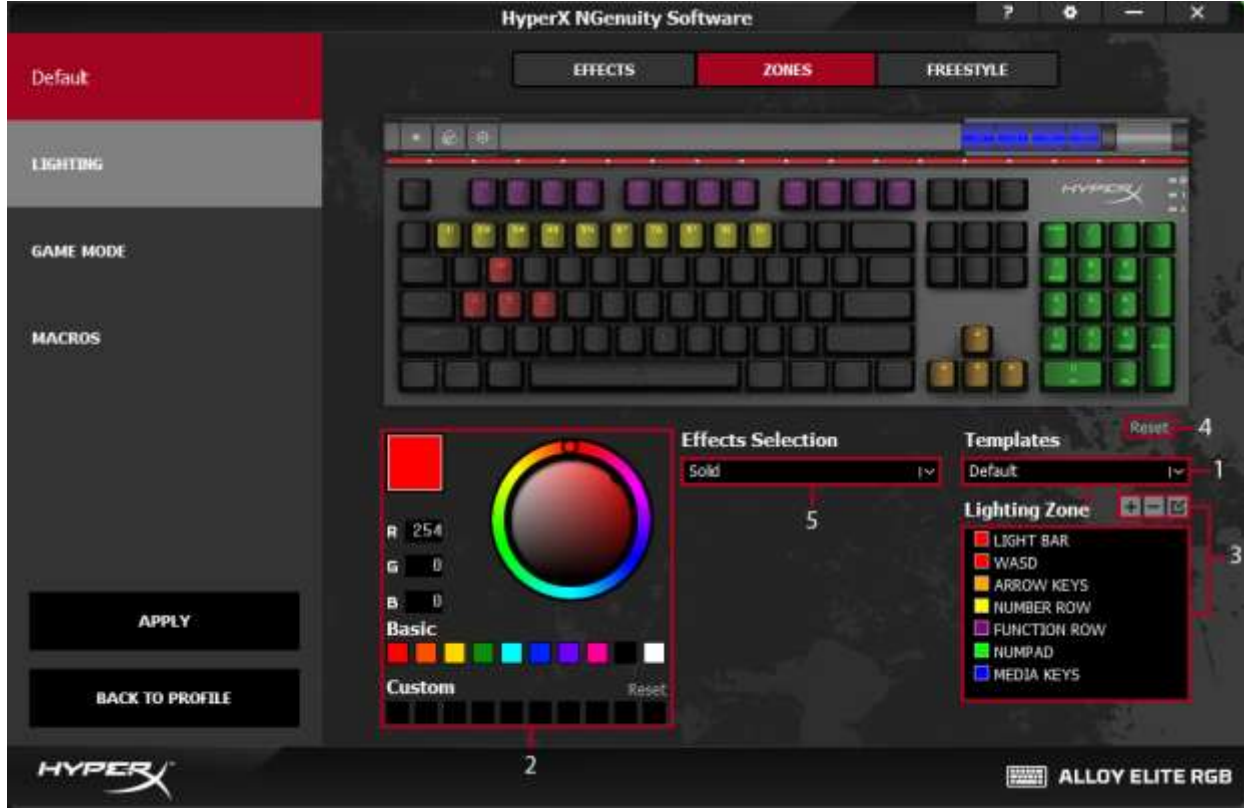 HyperX NGenuity Software
? 
Default
EFFECTS
ZONES
FREESTYLE
LIGHTING
GAME MODE
MACROS
APPLY
BACK TO PROFILE
HYPERX
Reset
4
Effects Selection
Templates
Solid
Default
1
5
Lighting Zone
LIGHT BAR
WASD
ARROW KEYS
NUMBER ROW
FUNCTION ROW
NUMPAD
MEDIA KEYS
3
R 254
G 0
B 0
Basic
Custom
Reset
2
HYPERX
ALLOY ELITE RGB